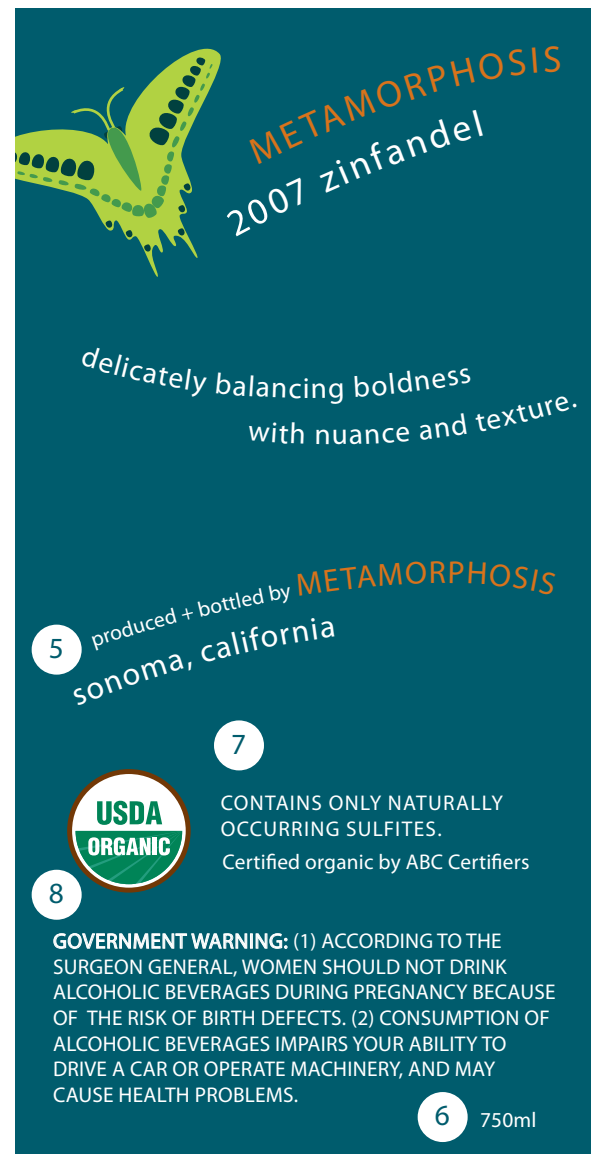 METAMORPHOSIS
2007 zinfandel
delicately balancing boldness
with nuance and texture.
5
produced + bottled by METAMORPHOSIS
sonoma, california
7
USDA
ORGANIC
CONTAINS ONLY NATURALLY
OCCURRING SULFITES.
Certified organic by ABC Certifiers
8
GOVERNMENT WARNING: (1) ACCORDING TO THE
SURGEON GENERAL, WOMEN SHOULD NOT DRINK
ALCOHOLIC BEVERAGES DURING PREGNANCY BECAUSE
OF THE RISK OF BIRTH DEFECTS. (2) CONSUMPTION OF
ALCOHOLIC BEVERAGES IMPAIRS YOUR ABILITY TO
DRIVE A CAR OR OPERATE MACHINERY, AND MAY
CAUSE HEALTH PROBLEMS.
6
750ml